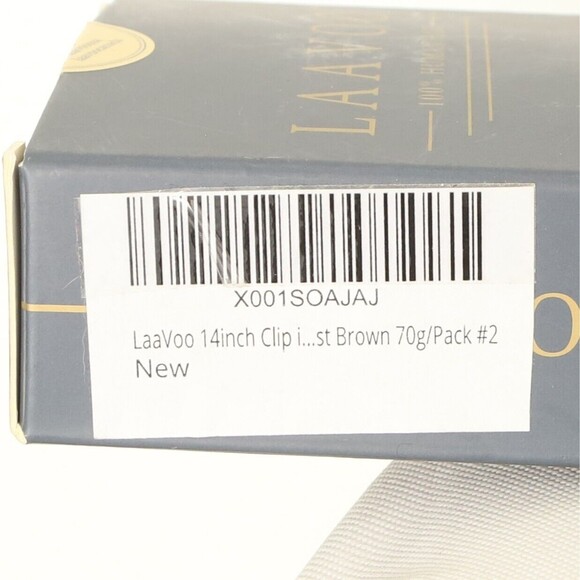 LAAVOO
100% H
X001SOAJAJ
LaaVoo 14inch Clip i...st Brown 70g/Pack #2
New
O